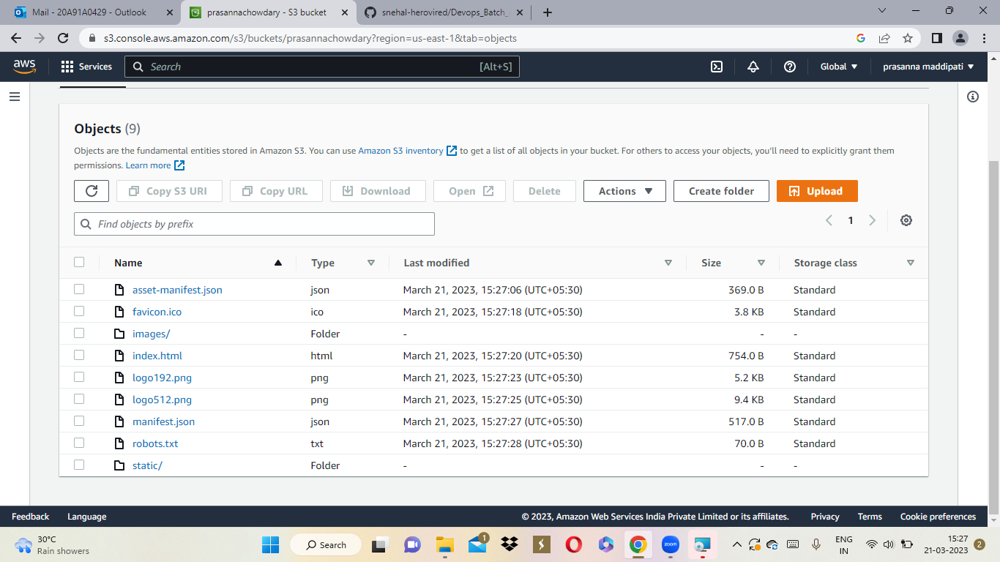 Mail - 20A91A0429 - Outlook
prasannachowdary - S3 bucket
snehal-herovired/Devops_Batch_
s3.console.aws.amazon.com/s3/buckets/prasannachowdary?region=us-east-1&tab=objects
aws
Services
Search
[Alt+S]
Global
prasanna maddipati
Objects (9)
Objects are the fundamental entities stored in Amazon S3. You can use Amazon S3 inventory to get a list of all objects in your bucket. For others to access your objects, you'll need to explicitly grant them
permissions. Learn more
Copy S3 URI
Copy URL
Download
Open
Delete
Actions
Create folder
Upload
Find objects by prefix
1
Name Type Last modified Size Storage class
asset-manifest.json json March 21, 2023, 15:27:06 (UTC+05:30) 369.0 B Standard
favicon.ico ico March 21, 2023, 15:27:18 (UTC+05:30) 3.8 KB Standard
images/ Folder - - -
index.html html March 21, 2023, 15:27:20 (UTC+05:30) 754.0 B Standard
logo192.png png March 21, 2023, 15:27:23 (UTC+05:30) 5.2 KB Standard
logo512.png png March 21, 2023, 15:27:25 (UTC+05:30) 9.4 KB Standard
manifest.json json March 21, 2023, 15:27:27 (UTC+05:30) 517.0 B Standard
robots.txt txt March 21, 2023, 15:27:28 (UTC+05:30) 70.0 B Standard
static/ Folder - - -
Feedback
Language
© 2023, Amazon Web Services India Private Limited or its affiliates.
Privacy
Terms
Cookie preferences
30°C
Rain showers
Search
1
zoom
ENG
IN
15:27
21-03-2023
2